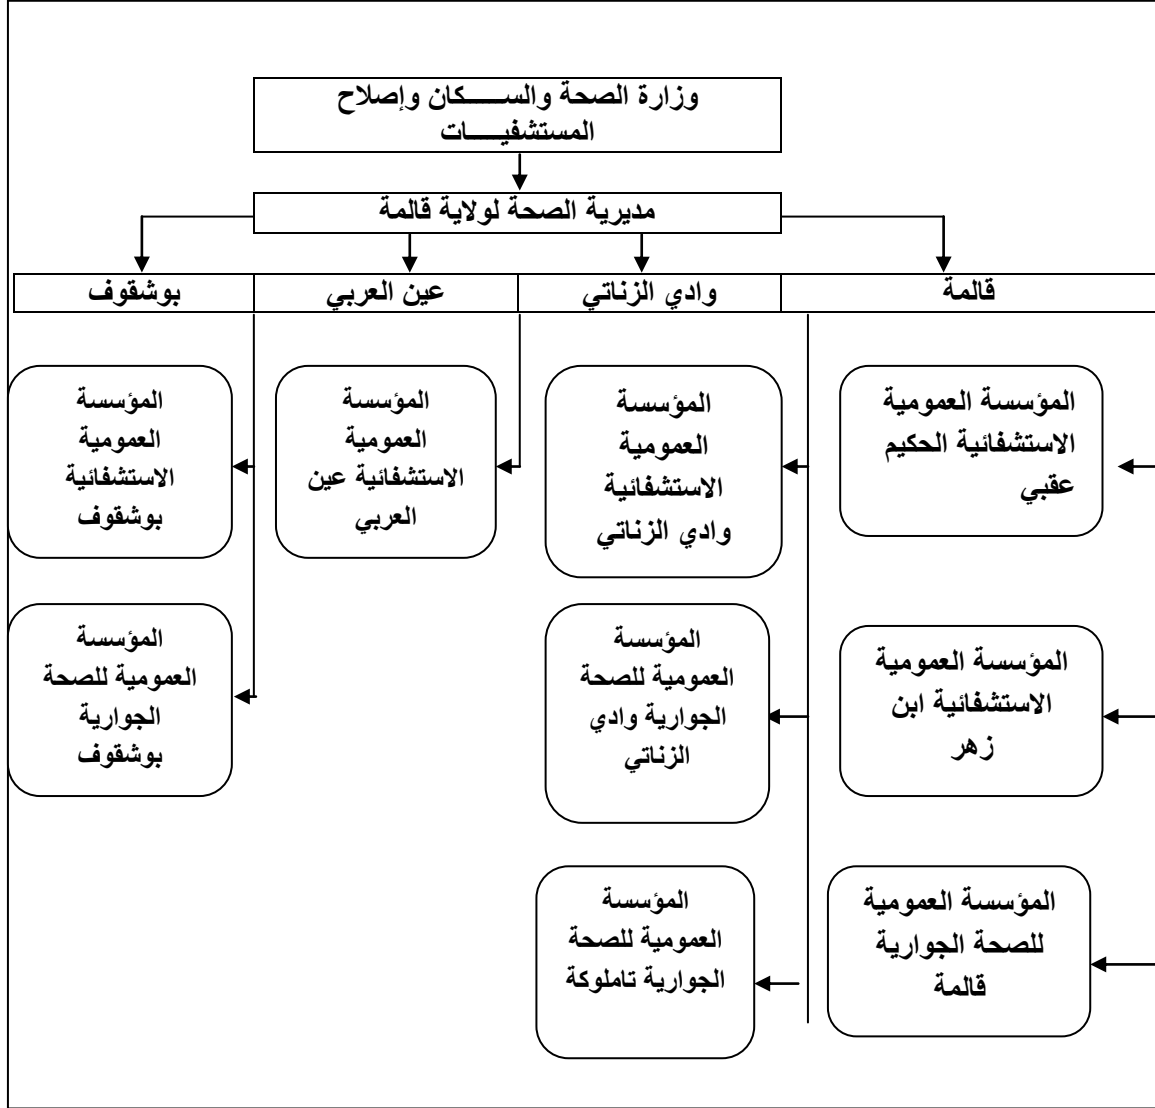 وزارة الصحة والســـــكان وإصلاح
المستشفيـــــات
مديرية الصحة لولاية قالمة
قالمة
وادي الزناتي
عين العربي
بوشقوف
المؤسسة العمومية
الاستشفائية الحكيم
عقبي
المؤسسة
العمومية
الاستشفائية
وادي الزناتي
المؤسسة
العمومية
الاستشفائية عين
العربي
المؤسسة
العمومية
الاستشفائية
بوشقوف
المؤسسة العمومية
الاستشفائية ابن
زهر
المؤسسة
العمومية للصحة
الجوارية وادي
الزناتي
المؤسسة
العمومية للصحة
الجوارية
بوشقوف
المؤسسة العمومية
للصحة الجوارية
قالمة
المؤسسة
العمومية للصحة
الجوارية تاملوكة